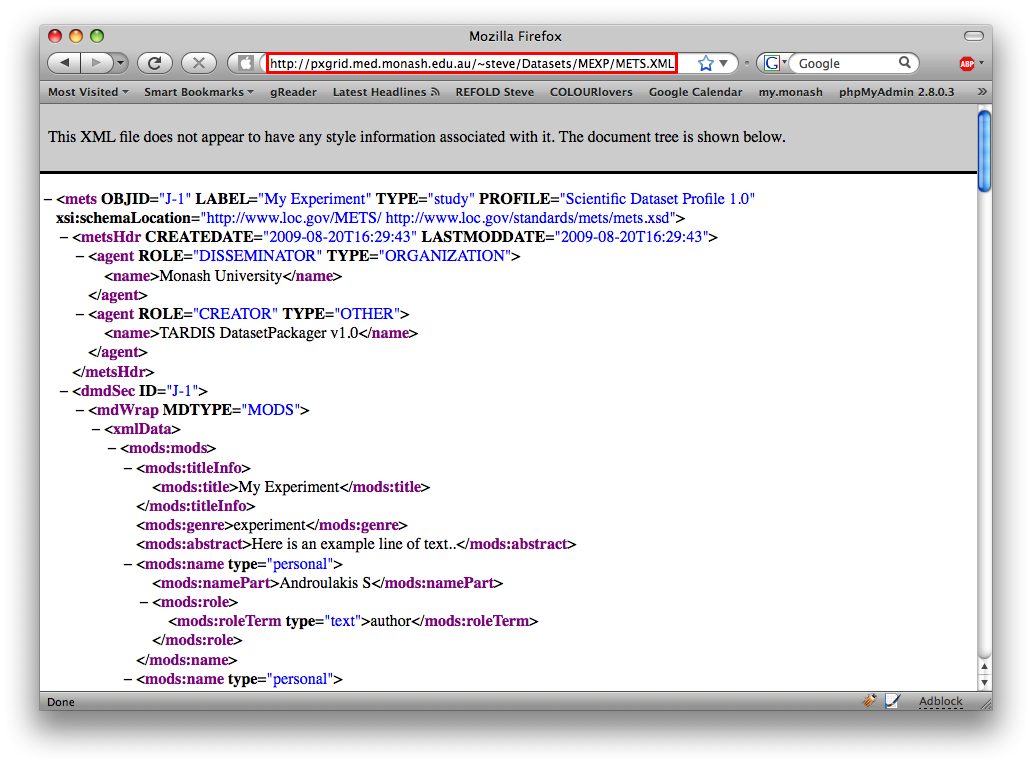 Mozilla Firefox
http://pxgrid.med.monash.edu.au/~steve/Datasets/MEXP/METS.XML
G Google
ABP
Most Visited Smart Bookmarks gReader Latest Headlines REFOLD Steve COLOURlovers Google Calendar my.monash phpMyAdmin 2.8.0.3 »
This XML file does not appear to have any style information associated with it. The document tree is shown below.
– <mets OBJID="J-1" LABEL="My Experiment" TYPE="study" PROFILE="Scientific Dataset Profile 1.0"
xsi:schemaLocation="http://www.loc.gov/METS/ http://www.loc.gov/standards/mets/mets.xsd">
– <metsHdr CREATEDATE="2009-08-20T16:29:43" LASTMODDATE="2009-08-20T16:29:43">
– <agent ROLE="DISSEMINATOR" TYPE="ORGANIZATION">
<name>Monash University</name>
</agent>
– <agent ROLE="CREATOR" TYPE="OTHER">
<name>TARDIS DatasetPackager v1.0</name>
</agent>
</metsHdr>
– <dmdSec ID="J-1">
– <mdWrap MDTYPE="MODS">
– <xmlData>
– <mods:mods>
– <mods:titleInfo>
<mods:title>My Experiment</mods:title>
</mods:titleInfo>
<mods:genre>experiment</mods:genre>
<mods:abstract>Here is an example line of text..</mods:abstract>
– <mods:name type="personal">
<mods:namePart>Androulakis S</mods:namePart>
– <mods:role>
<mods:roleTerm type="text">author</mods:roleTerm>
</mods:role>
</mods:name>
– <mods:name type="personal">
Done Adblock